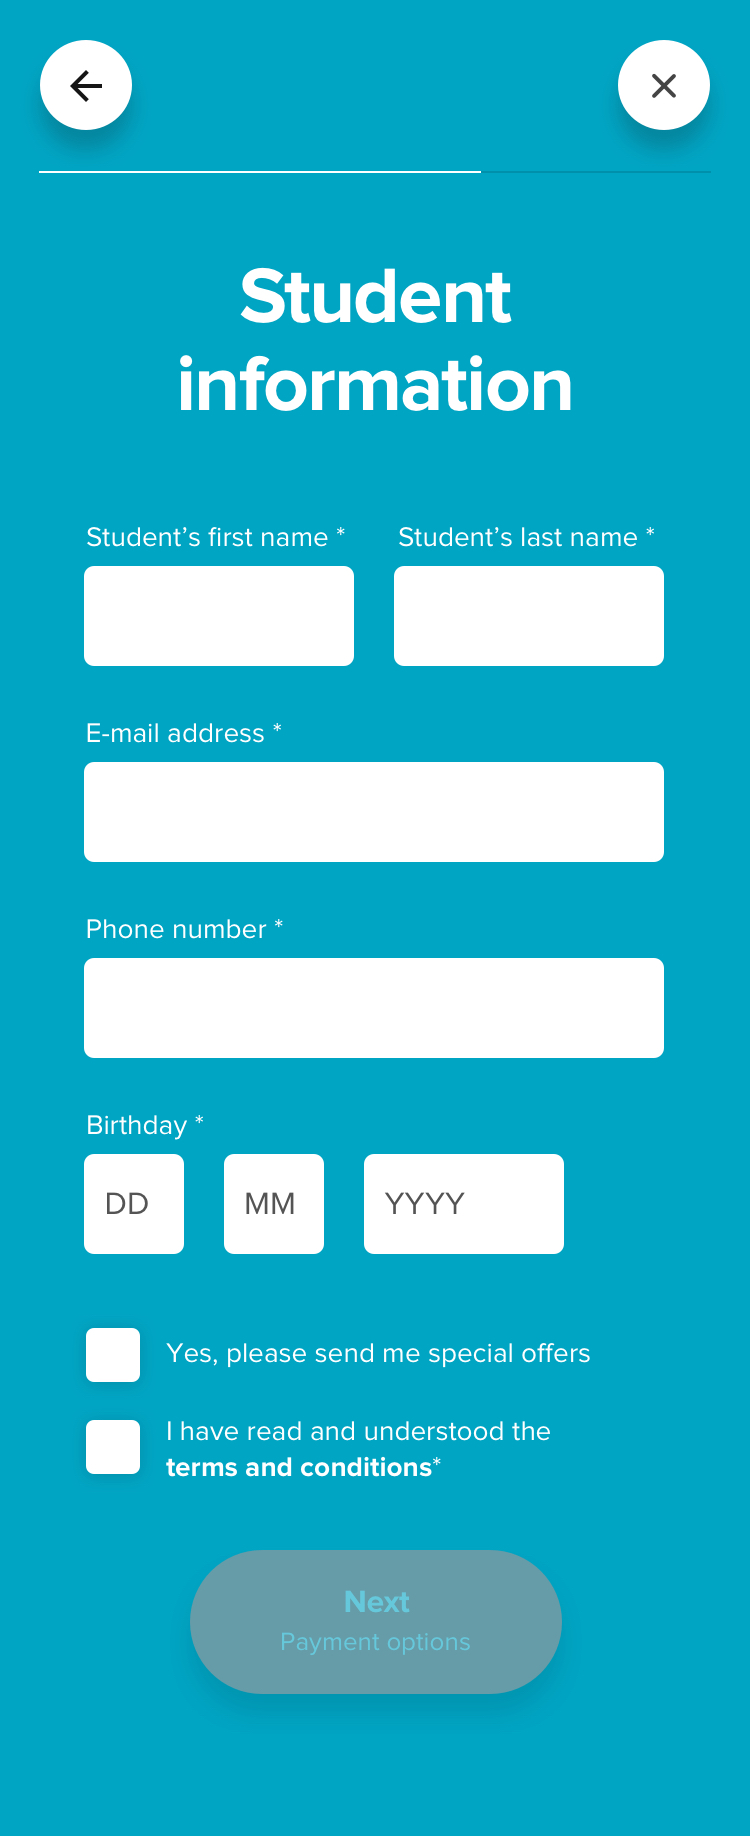 Student
information
Student’s first name * Student’s last name *
E-mail address *
Phone number *
Birthday *
DD MM YYYY
Yes, please send me special offers
I have read and understood the
terms and conditions*
Next
Payment options